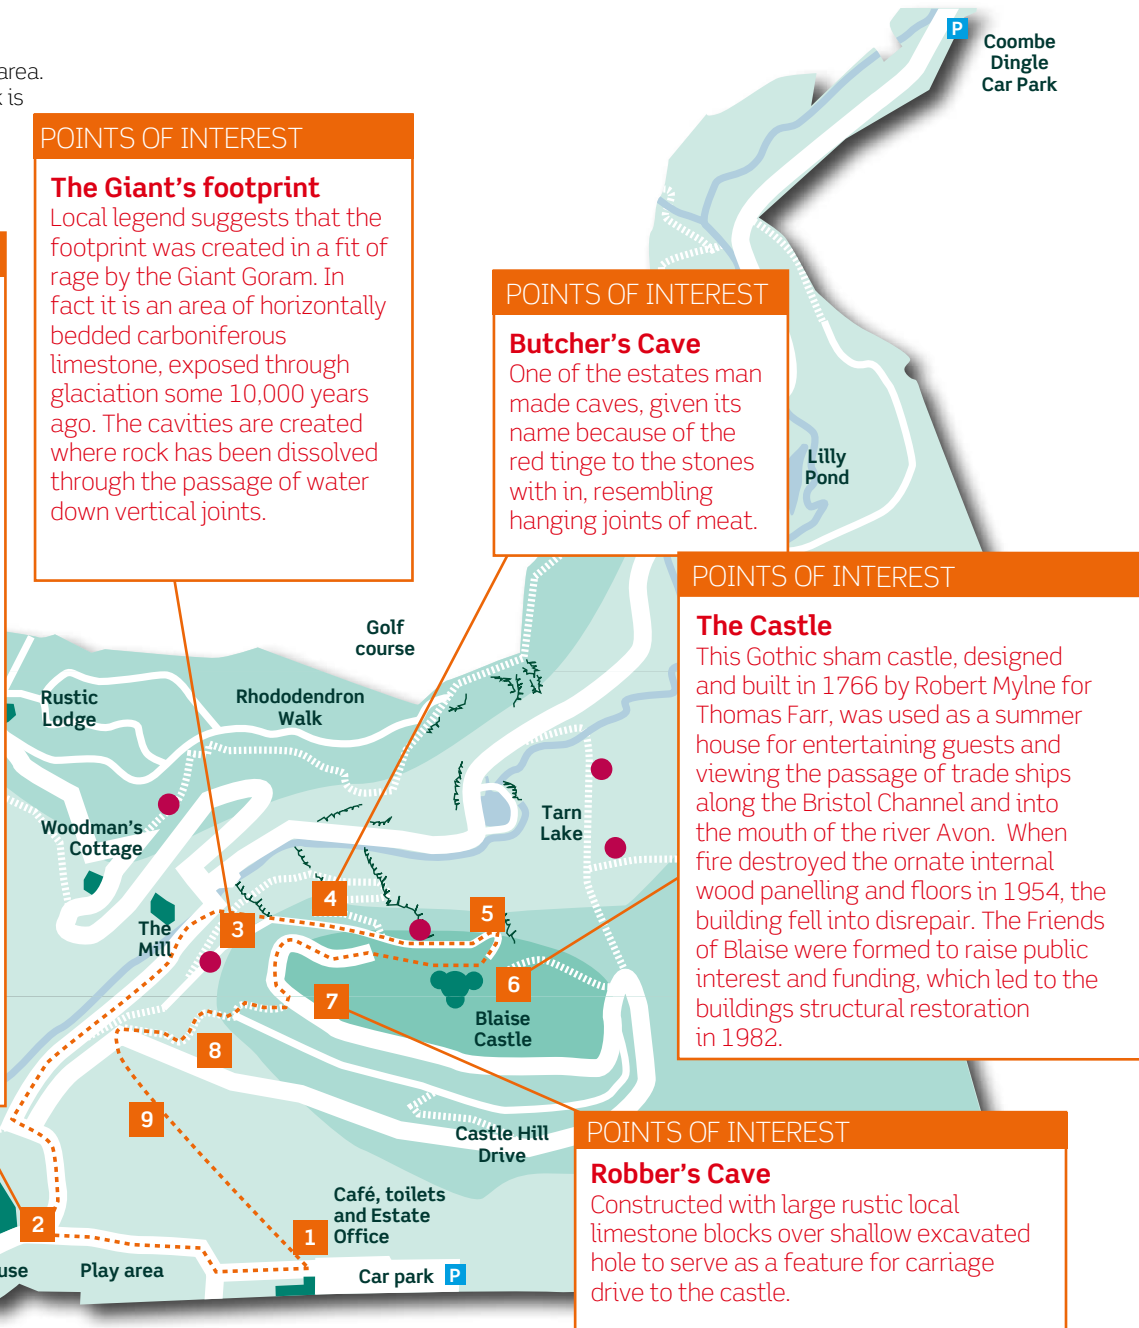 area.
is
P
Coombe
Dingle
Car Park
POINTS OF INTEREST
The Giant's footprint
Local legend suggests that the
footprint was created in a fit of
rage by the Giant Goram. In
fact it is an area of horizontally
bedded carboniferous
limestone, exposed through
glaciation some 10,000 years
ago. The cavities are created
where rock has been dissolved
through the passage of water
down vertical joints.
POINTS OF INTEREST
Butcher's Cave
One of the estates man
made caves, given its
name because of the
red tinge to the stones
with in, resembling
hanging joints of meat.
Lilly
Pond
POINTS OF INTEREST
The Castle
This Gothic sham castle, designed
and built in 1766 by Robert Mylne for
Thomas Farr, was used as a summer
house for entertaining guests and
viewing the passage of trade ships
along the Bristol Channel and into
the mouth of the river Avon. When
fire destroyed the ornate internal
wood panelling and floors in 1954, the
building fell into disrepair. The Friends
of Blaise were formed to raise public
interest and funding, which led to the
buildings structural restoration
in 1982.
Golf
course
Rustic
Lodge
Rhododendron
Walk
Woodman's
Cottage
Tarn
Lake
The
Mill
3
4
5
6
7
Blaise
Castle
8
9
Castle Hill
Drive
POINTS OF INTEREST
Robber's Cave
Constructed with large rustic local
limestone blocks over shallow excavated
hole to serve as a feature for carriage
drive to the castle.
Café, toilets
and Estate
Office
1
2
use
Play area
Car park P